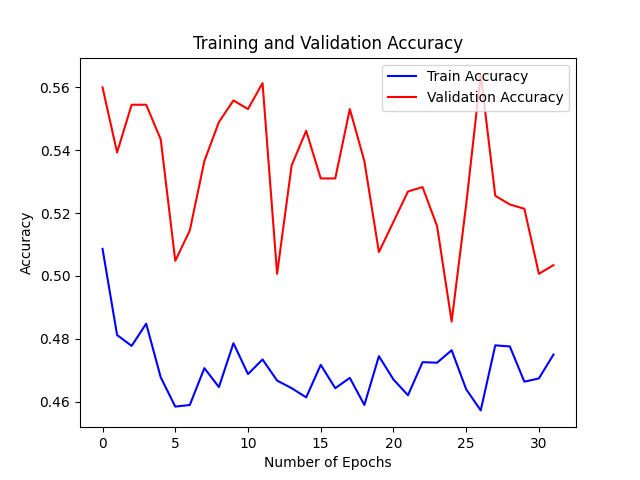 Training and Validation Accuracy
Train Accuracy
Validation Accuracy
0.56
0.54
0.52
0.50
0.48
0.46
Accuracy
0 5 10 15 20 25 30
Number of Epochs